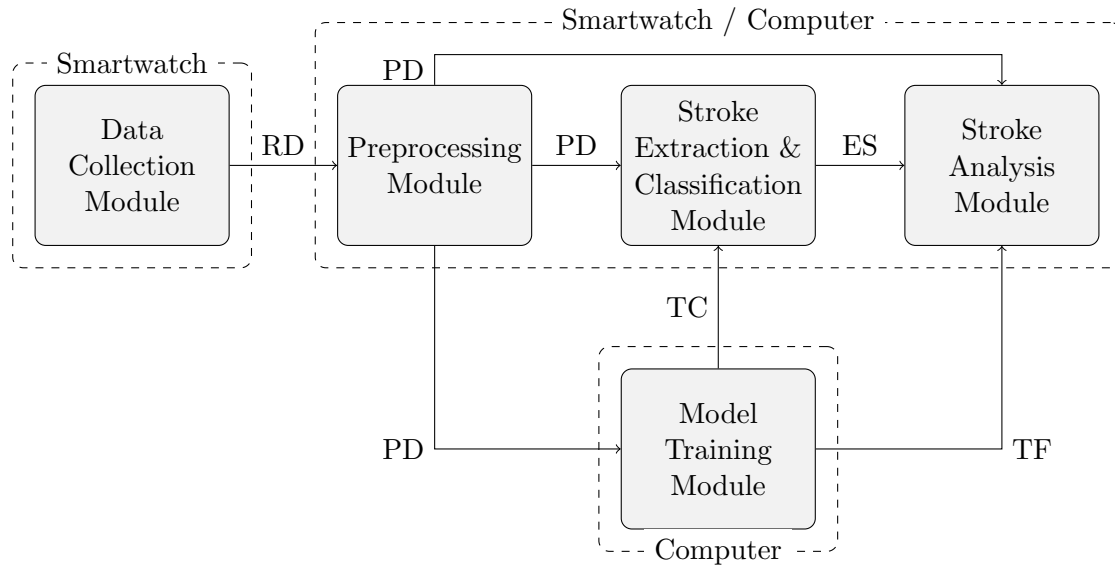 Smartwatch / Computer
Smartwatch
PD
Data
Collection
Module
RD
Preprocessing
Module
PD
Stroke
Extraction &
Classification
Module
ES
Stroke
Analysis
Module
TC
PD
Model
Training
Module
TF
Computer